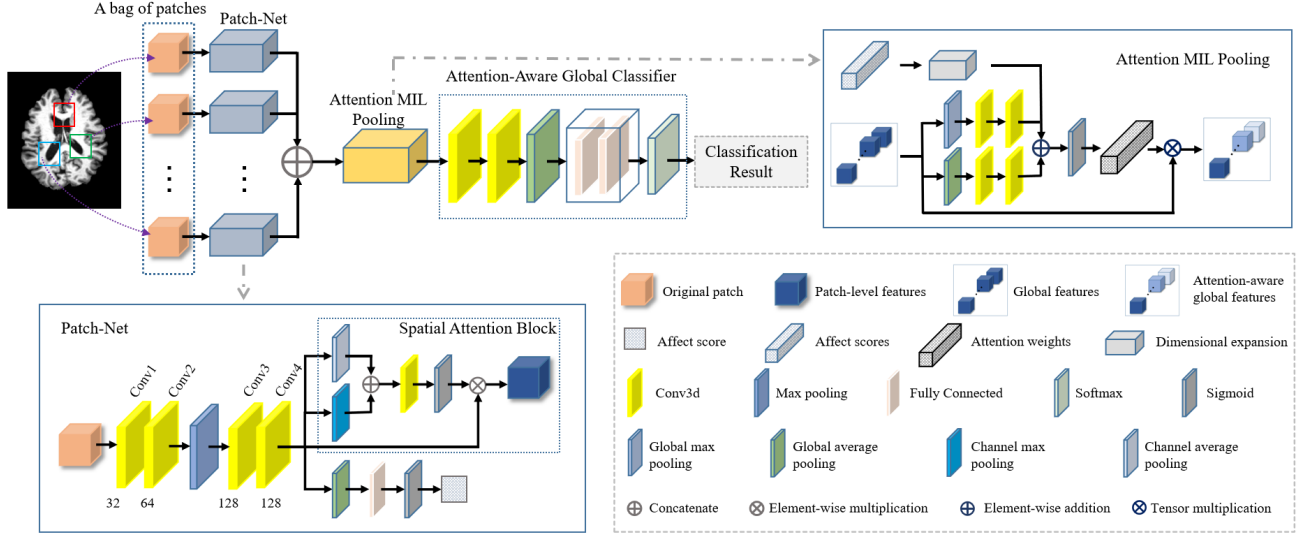 A bag of patches
Patch-Net
Attention MIL
Pooling
Attention-Aware Global Classifier
Classification
Result
Attention MIL Pooling
Patch-Net
Spatial Attention Block
Conv1
Conv2
Conv3
Conv4
32
64
128
128
Original patch
Patch-level features
Global features
Attention-aware
global features
Affect score
Affect scores
Attention weights
Dimensional expansion
Conv3d
Max pooling
Fully Connected
Softmax
Sigmoid
Global max
pooling
Global average
pooling
Channel max
pooling
Channel average
pooling
Concatenate
Element-wise multiplication
Element-wise addition
Tensor multiplication